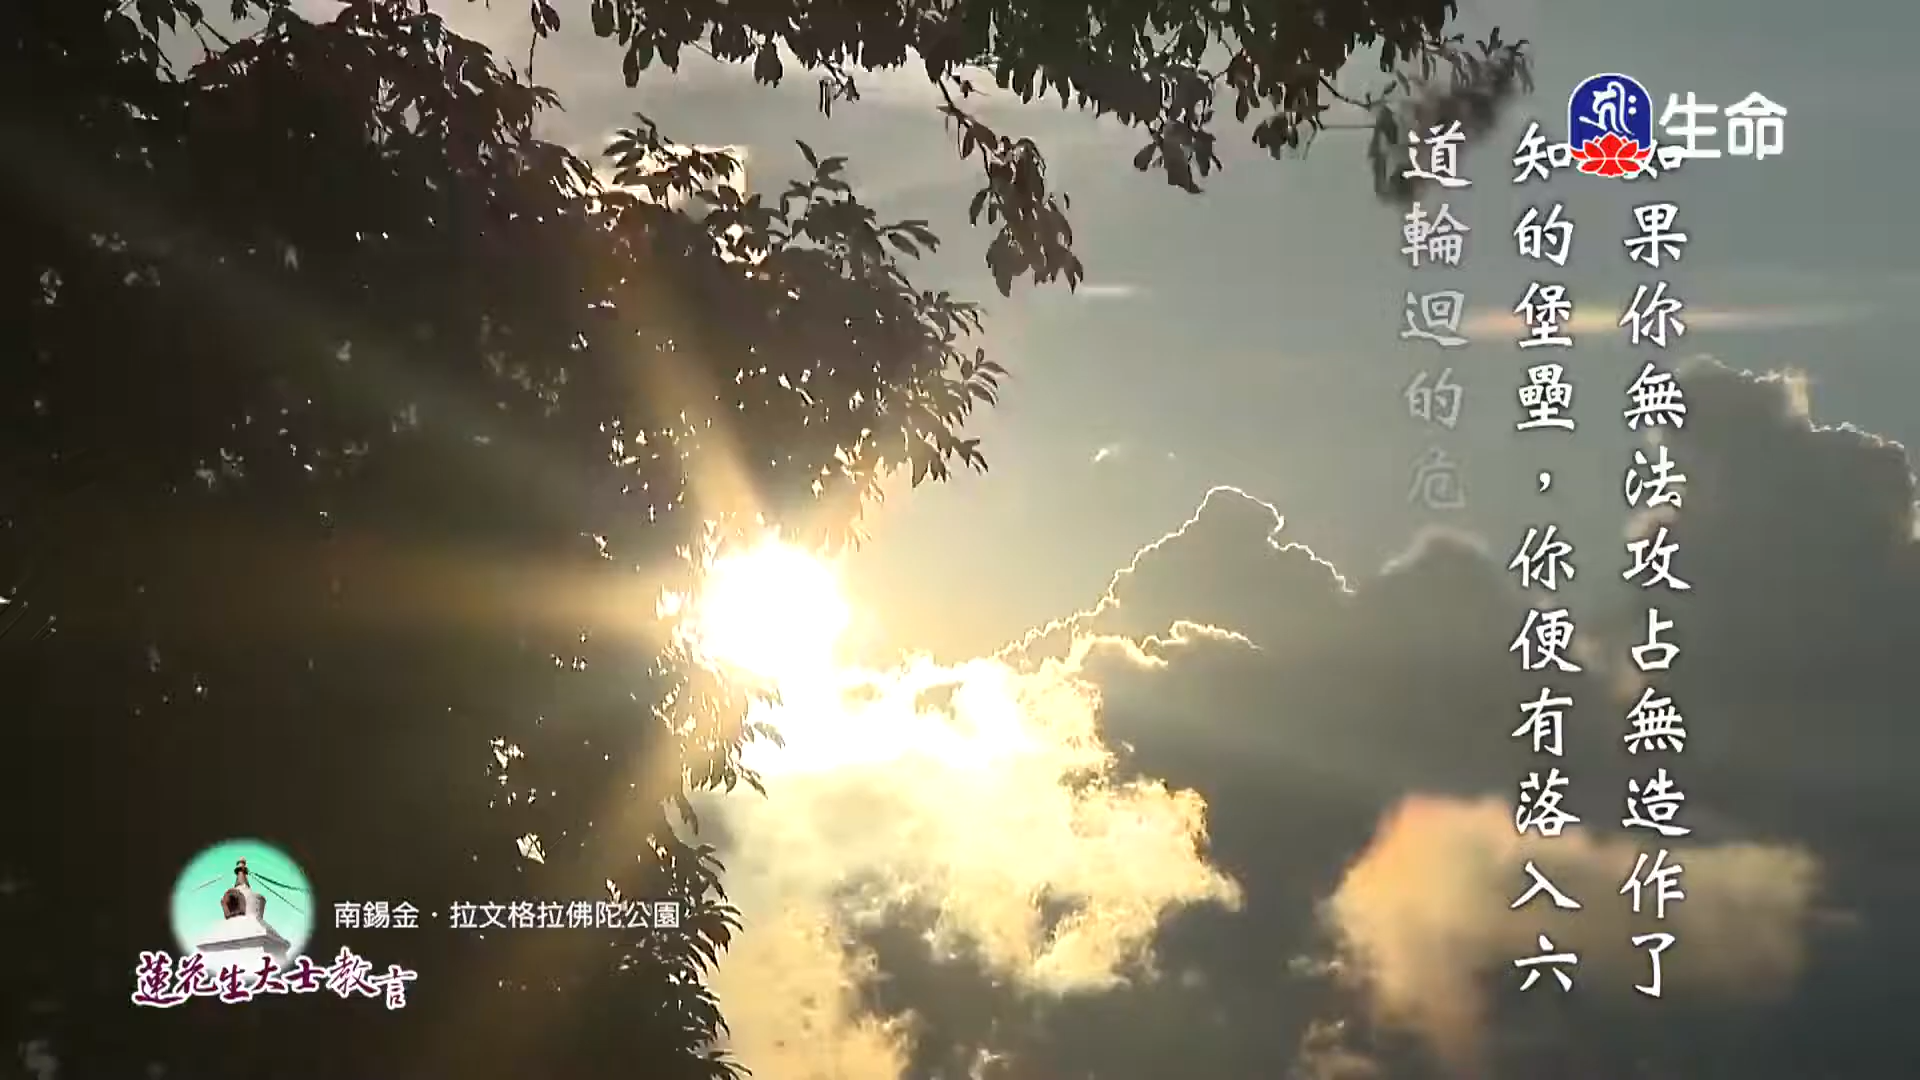 生命
如果你無法攻占無造作了
知的堡壘，你便有落入六
道輪迴的危
南錫金·拉文格拉佛陀公園
蓮花生大士教言